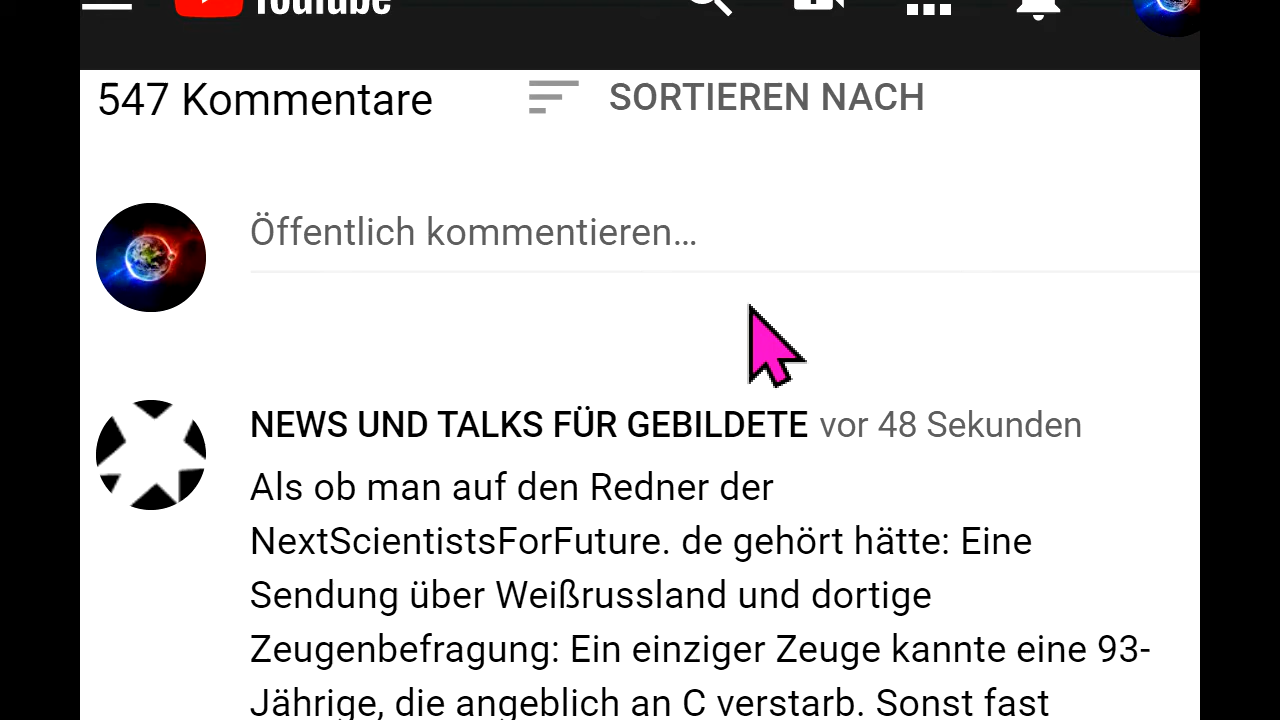 YouTube
547 Kommentare
SORTIEREN NACH
Öffentlich kommentieren...
NEWS UND TALKS FÜR GEBILDETE vor 48 Sekunden
Als ob man auf den Redner der
NextScientistsForFuture. de gehört hätte: Eine
Sendung über Weißrussland und dortige
Zeugenbefragung: Ein einziger Zeuge kannte eine 93-
Jährige, die angeblich an C verstarb. Sonst fast